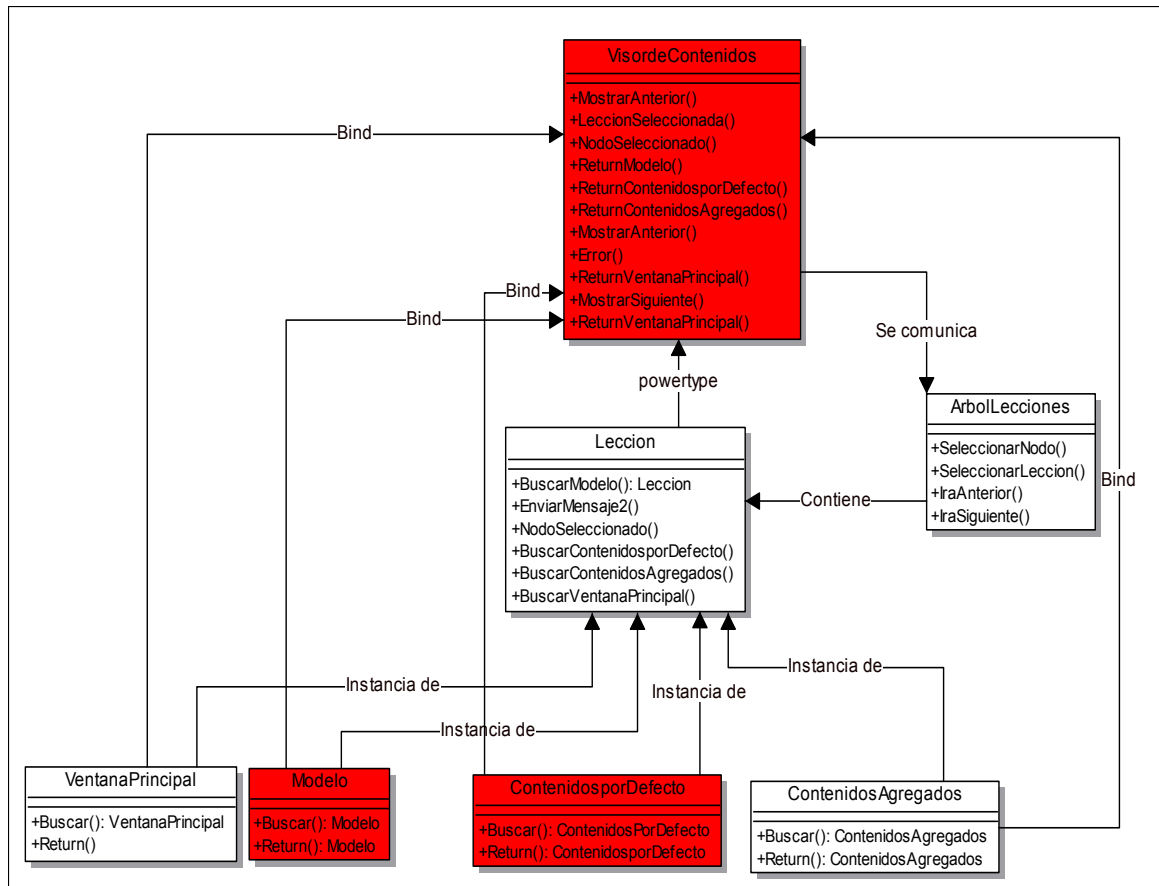 VisordeContenidos
+MostrarAnterior()
+LeccionSeleccionada()
+NodoSeleccionado()
+ReturnModelo()
+ReturnContenidosporDefecto()
+ReturnContenidosAgregados()
+MostrarAnterior()
+Error()
+ReturnVentanaPrincipal()
+MostrarSiguiente()
+ReturnVentanaPrincipal()
Bind
Bind
Bind
Bind
Se comunica
powertype
ArbolLecciones
+SeleccionarNodo()
+SeleccionarLeccion()
+IraAnterior()
+IraSiguiente()
Contiene
Leccion
+BuscarModelo(): Leccion
+EnviarMensaje2()
+NodoSeleccionado()
+BuscarContenidosporDefecto()
+BuscarContenidosAgregados()
+BuscarVentanaPrincipal()
Instancia de
Instancia de
Instancia de
Instancia de
VentanaPrincipal
+Buscar(): VentanaPrincipal
+Return()
Modelo
+Buscar(): Modelo
+Return(): Modelo
ContenidosporDefecto
+Buscar(): ContenidosPorDefecto
+Return(): ContenidosporDefecto
ContenidosAgregados
+Buscar(): ContenidosAgregados
+Return(): ContenidosAgregados